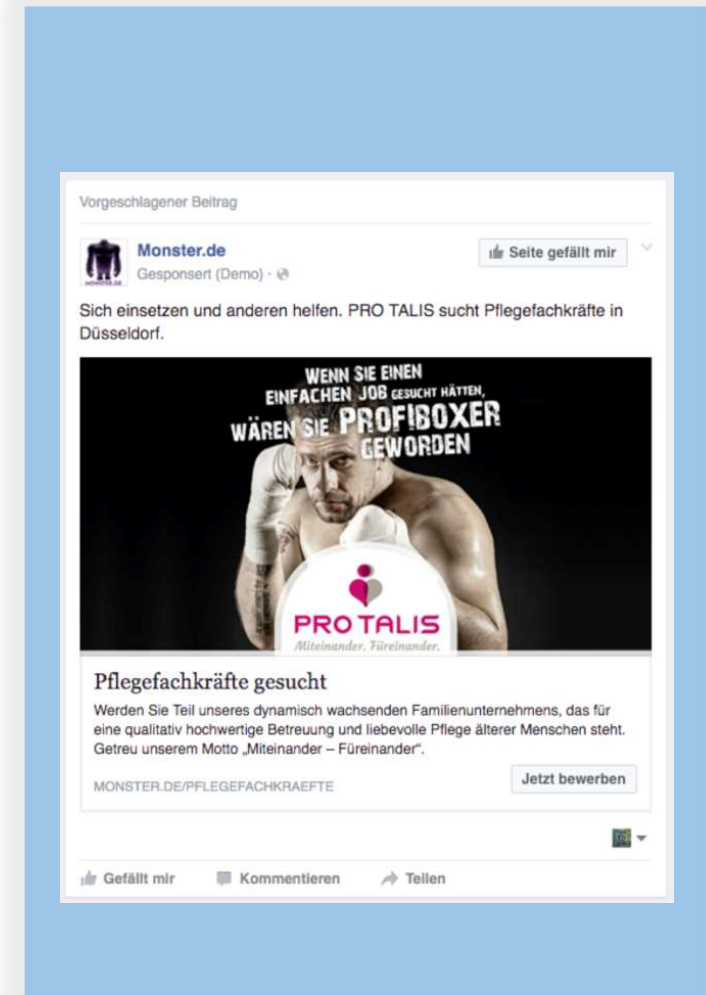 Vorgeschlagener Beitrag
Monster.de
Gesponsert (Demo) ·
Seite gefällt mir
Sich einsetzen und anderen helfen. PRO TALIS sucht Pflegefachkräfte in
Düsseldorf.
WENN SIE EINEN
EINFACHEN JOB GESUCHT HÄTTEN,
WÄREN SIE PROFIBOXER
GEWORDEN
PRO TALIS
Miteinander. Füreinander.
Pflegefachkräfte gesucht
Werden Sie Teil unseres dynamisch wachsenden Familienunternehmens, das für
eine qualitativ hochwertige Betreuung und liebevolle Pflege älterer Menschen steht.
Getreu unserem Motto „Miteinander – Füreinander“.
MONSTER.DE/PFLEGEFACHKRAEFTE
Jetzt bewerben
Gefällt mir
Kommentieren
Teilen